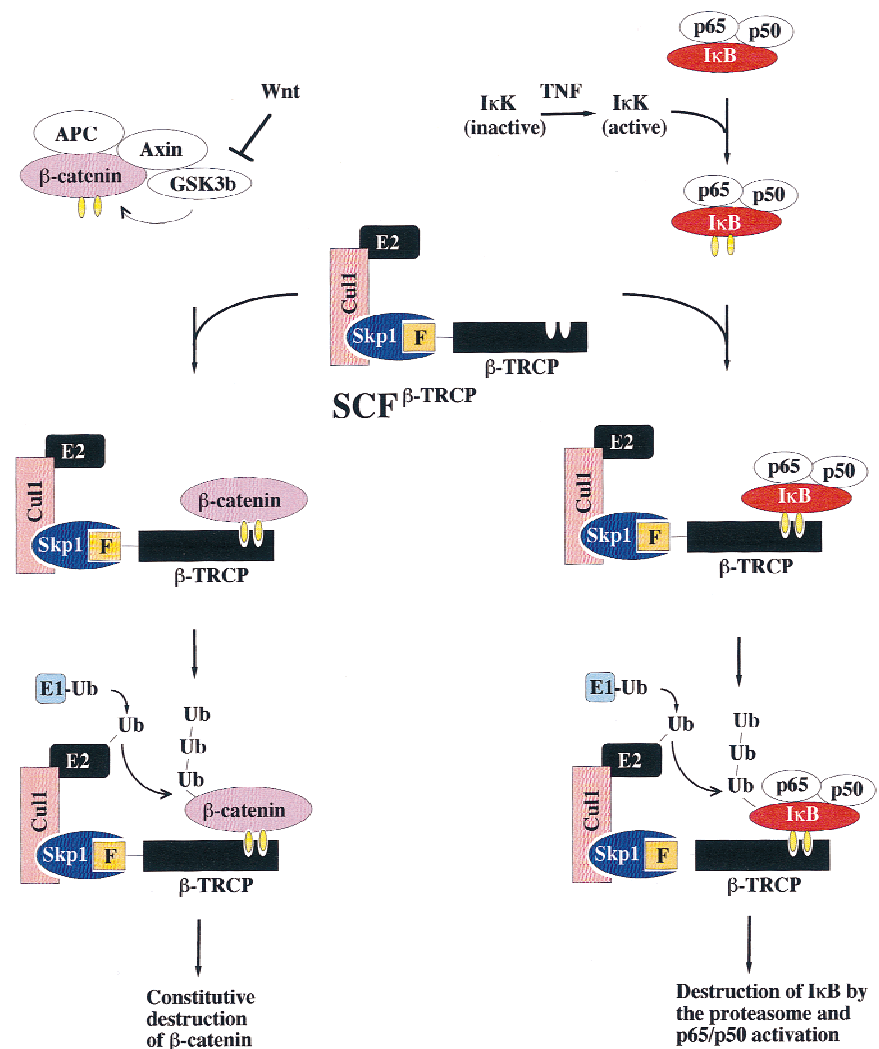 Wnt
APC
Axin
β-catenin
GSK3b
p65
p50
IκB
TNF
IκK
(inactive)
IκK
(active)
p65
p50
IκB
E2
Cul1
Skp1
F
β-TRCP
SCF β-TRCP
E2
Cul1
β-catenin
Skp1
F
β-TRCP
E2
Cul1
p65
p50
IκB
Skp1
F
β-TRCP
E1-Ub
Ub
Ub
Ub
Ub
E2
Cul1
β-catenin
Skp1
F
β-TRCP
E1-Ub
Ub
Ub
Ub
Ub
E2
Cul1
p65
p50
IκB
Skp1
F
β-TRCP
Constitutive
destruction
of β-catenin
Destruction of IκB by
the proteasome and
p65/p50 activation